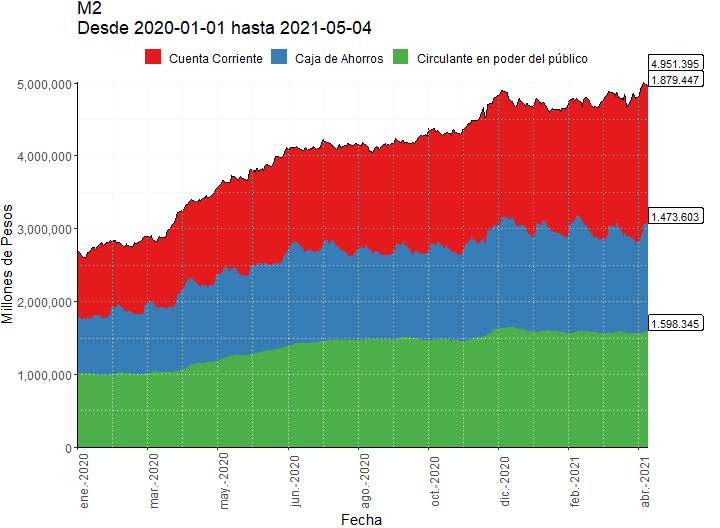 M2
Desde 2020-01-01 hasta 2021-05-04
Cuenta Corriente Caja de Ahorros Circulante en poder del público
4.951.395
1.879.447
1.473.603
1.598.345
Millones de Pesos
5,000,000
4,000,000
3,000,000
2,000,000
1,000,000
0
ene.-2020
mar.-2020
may.-2020
jun.-2020
ago.-2020
oct.-2020
dic.-2020
feb.-2021
abr.-2021
Fecha